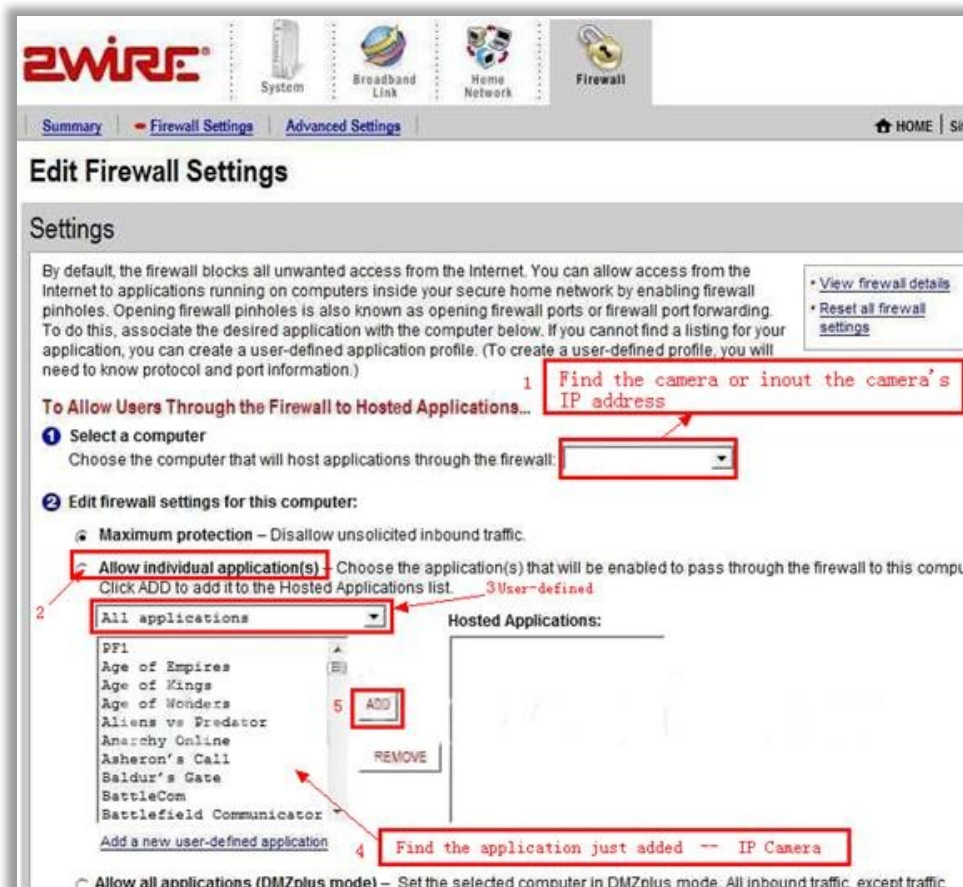 2WIRE
System
Broadband Link
Home Network
Firewall
Summary
Firewall Settings
Advanced Settings
HOME
Edit Firewall Settings
Settings
By default, the firewall blocks all unwanted access from the Internet. You can allow access from the
Internet to applications running on computers inside your secure home network by enabling firewall
pinholes. Opening firewall pinholes is also known as opening firewall ports or firewall port forwarding.
To do this, associate the desired application with the computer below. If you cannot find a listing for your
application, you can create a user-defined application profile. (To create a user-defined profile, you will
need to know protocol and port information.)
View firewall details
Reset all firewall
settings
1 Find the camera or inout the camera's
IP address
To Allow Users Through the Firewall to Hosted Applications...
1 Select a computer
Choose the computer that will host applications through the firewall:
2 Edit firewall settings for this computer:
Maximum protection – Disallow unsolicited inbound traffic.
Allow individual application(s) – Choose the application(s) that will be enabled to pass through the firewall to this
Click ADD to add it to the Hosted Applications list.
2
3 User-defined
All applications
Hosted Applications:
PF1
Age of Empires
Age of Kings
Age of Wonders
Aliens vs Predator
Anarchy Online
Asheron's Call
Baldur's Gate
BattleCom
Battlefield Communicator
5 ADD
REMOVE
Add a new user-defined application
4 Find the application just added -- IP Camera
Allow all applications (DMZplus mode) – Set the selected computer in DMZplus mode. All inbound traffic, except traffic